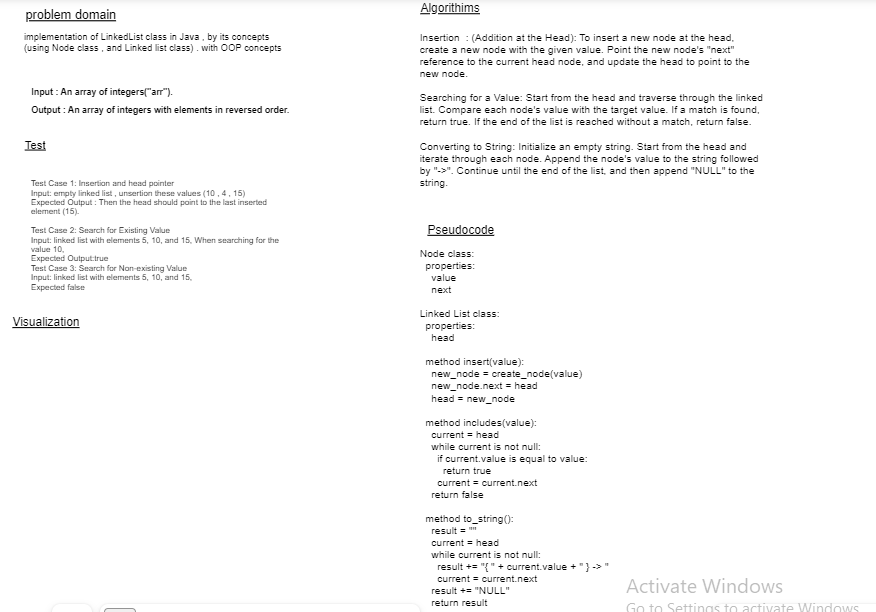 problem domain
implementation of LinkedList class in Java , by its concepts
(using Node class , and Linked list class) . with OOP concepts
Input : An array of integers("arr").
Output : An array of integers with elements in reversed order.
Test
Test Case 1: Insertion and head pointer
Input: empty linked list , unsertion these values (10 , 4 , 15)
Expected Output : Then the head should point to the last inserted
element (15).
Test Case 2: Search for Existing Value
Input: linked list with elements 5, 10, and 15, When searching for the
value 10,
Expected Output:true
Test Case 3: Search for Non-existing Value
Input: linked list with elements 5, 10, and 15,
Expected false
Visualization
Algorithims
Insertion : (Addition at the Head): To insert a new node at the head,
create a new node with the given value. Point the new node's "next"
reference to the current head node, and update the head to point to the
new node.
Searching for a Value: Start from the head and traverse through the linked
list. Compare each node's value with the target value. If a match is found,
return true. If the end of the list is reached without a match, return false.
Converting to String: Initialize an empty string. Start from the head and
iterate through each node. Append the node's value to the string followed
by "->". Continue until the end of the list, and then append "NULL" to the
string.
Pseudocode
Node class:
properties:
value
next
Linked List class:
properties:
head
method insert(value):
new_node = create_node(value)
new_node.next = head
head = new_node
method includes(value):
current = head
while current is not null:
if current.value is equal to value:
return true
current = current.next
return false
method to_string():
result = ""
current = head
while current is not null:
result += "{ " + current.value + " } -> "
current = current.next
result += "NULL"
return result
Activate Windows
Go to Settings to activate Windows.